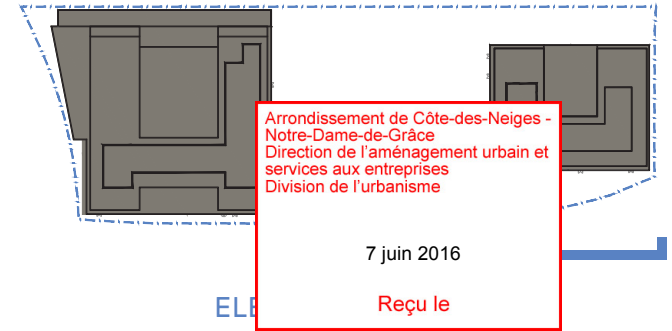 Arrondissement de Côte-des-Neiges -
Notre-Dame-de-Grâce
Direction de l'aménagement urbain et
services aux entreprises
Division de l'urbanisme
7 juin 2016
Reçu le